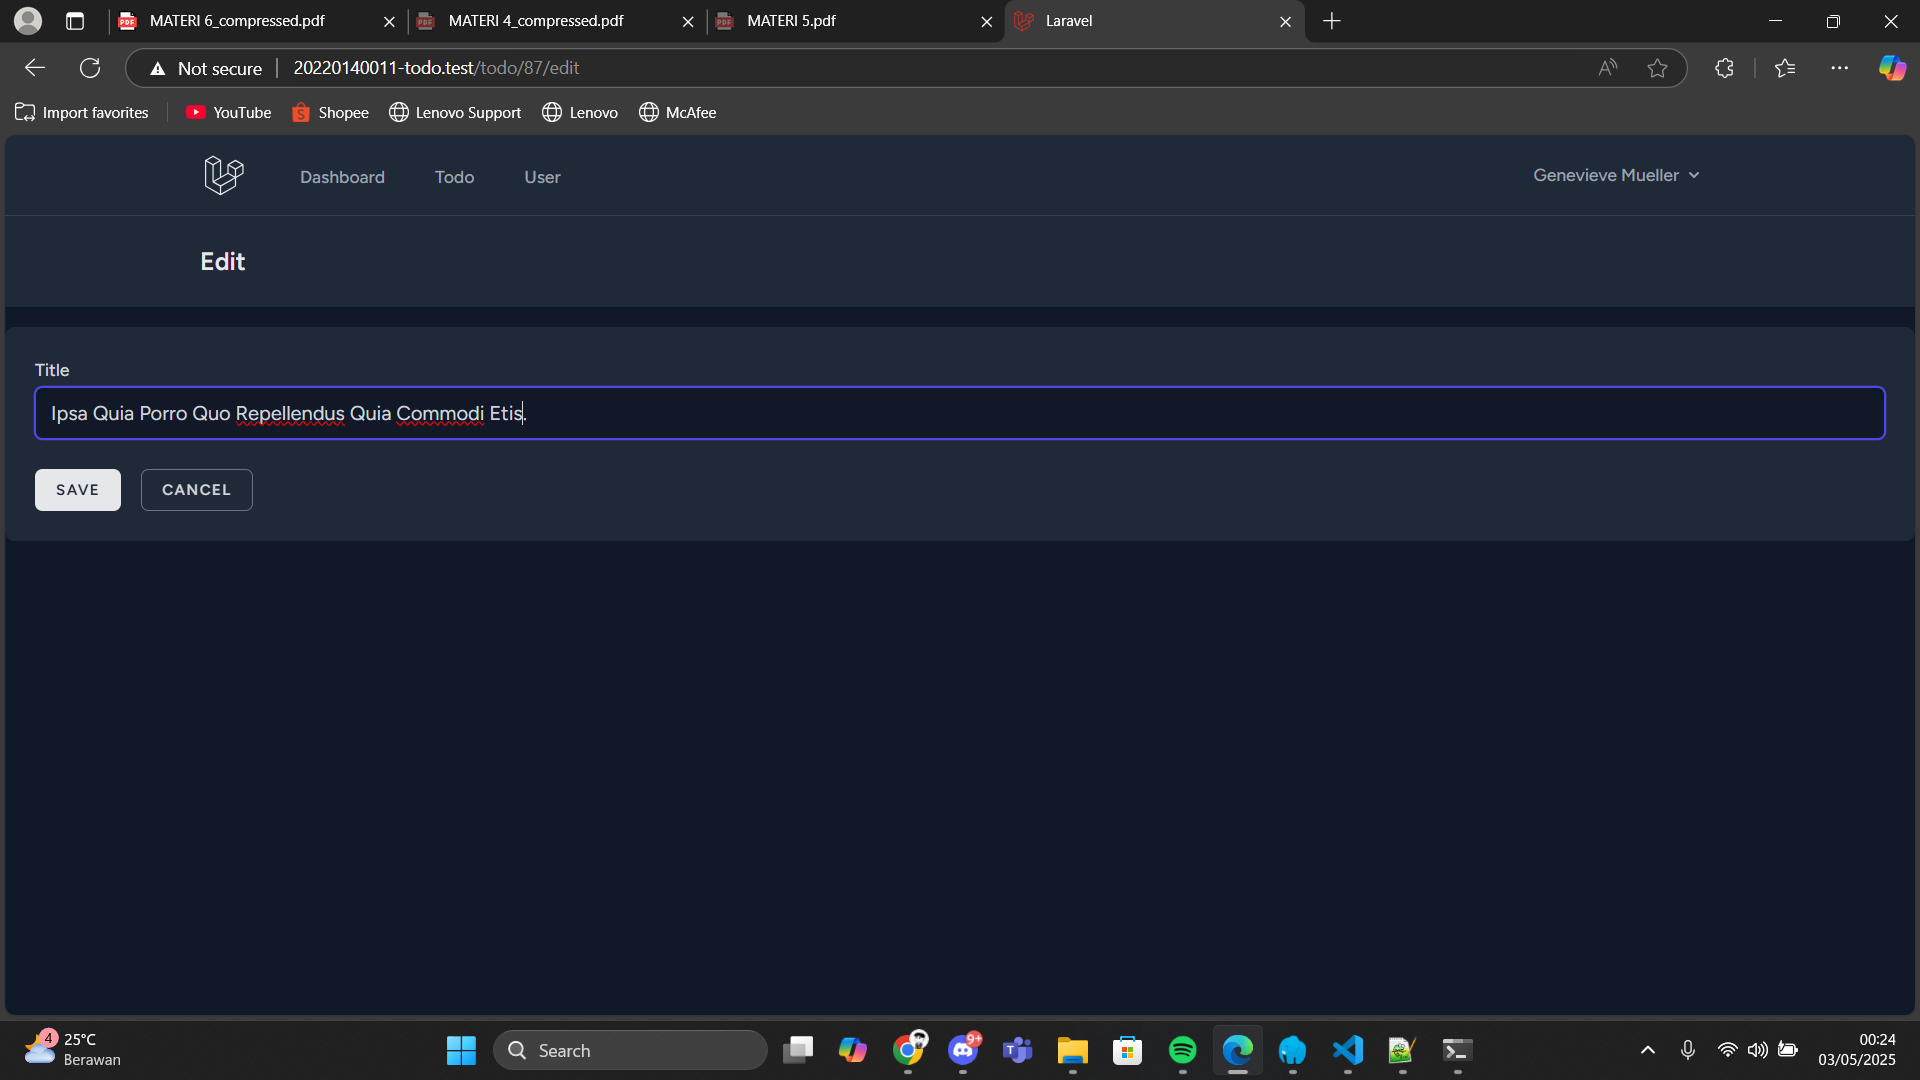 MATERI 6_compressed.pdf
MATERI 4_compressed.pdf
MATERI 5.pdf
Laravel
Not secure
20220140011-todo.test/todo/87/edit
Import favorites
YouTube
Shopee
Lenovo Support
Lenovo
McAfee
Dashboard
Todo
User
Genevieve Mueller
Edit
Title
Ipsa Quia Porro Quo Repellendus Quia Commodi Etis.
SAVE
CANCEL
4
25°C
Berawan
Search
9+
00:24
03/05/2025